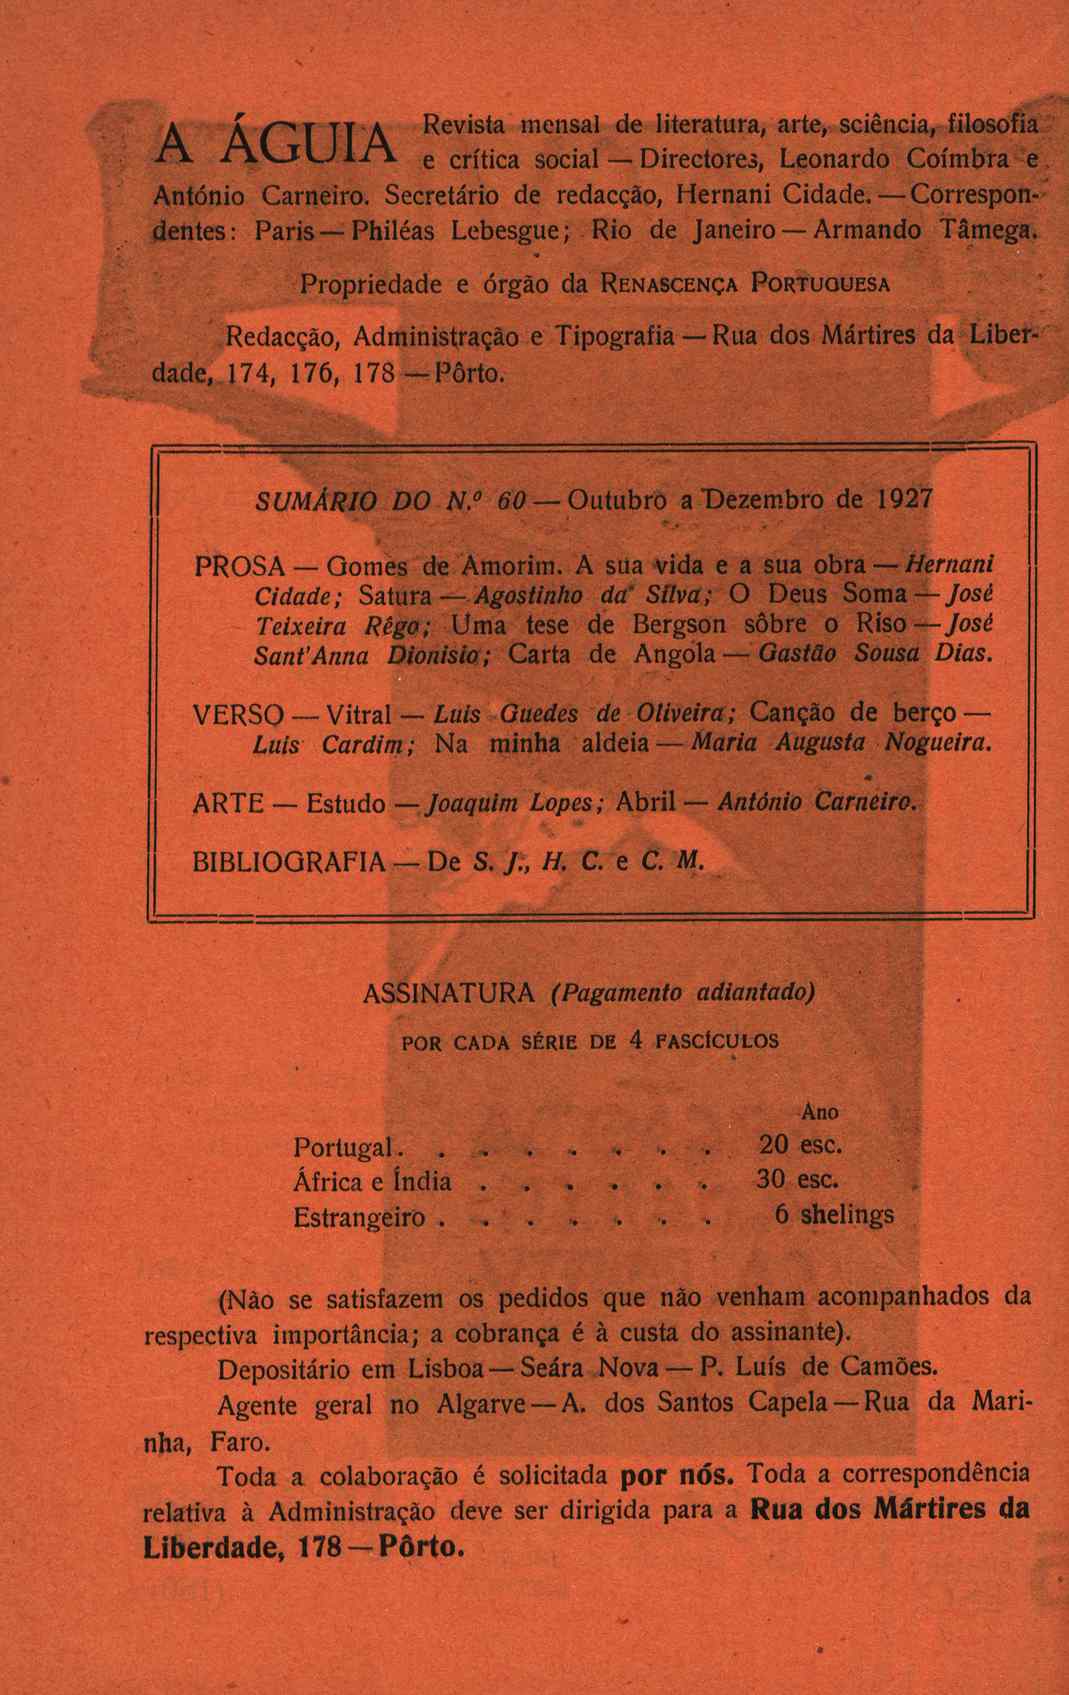 A ÁGUIA Revista mensal de literatura, arte, sciência, filosofia
e crítica social — Directores, Leonardo Coímbra e
António Carneiro. Secretário de redacção, Hernani Cidade. — Correspon-
dentes: Paris — Philéas Lebesgue; Rio de Janeiro — Armando Tâmega.
Propriedade e órgão da RENASCENÇA PORTUGUESA
Redacção, Administração e Tipografia — Rua dos Mártires da Liber-
dade, 174, 176, 178 — Pôrto.
SUMÁRIO DO N.º 60 — Outubro a Dezembro de 1927
PROSA — Gomes de Amorim. A sua vida e a sua obra — Hernani
Cidade; Satura — Agostinho da Silva; O Deus Soma — José
Teixeira Rêgo; Uma tese de Bergson sôbre o Riso — José
Sant'Anna Dionisio; Carta de Angola — Gastão Sousa Dias.
VERSO — Vitral — Luis Guedes de Oliveira; Canção de berço —
Luis Cardim; Na minha aldeia — Maria Augusta Nogueira.
ARTE — Estudo — Joaquim Lopes; Abril — António Carneiro.
BIBLIOGRAFIA — De S. J., H. C. e C. M.
ASSINATURA (Pagamento adiantado)
POR CADA SÉRIE DE 4 FASCÍCULOS
Ano
Portugal . . . . . . . . 20 esc.
África e Índia . . . . . . 30 esc.
Estrangeiro . . . . . . . 6 shelings
(Não se satisfazem os pedidos que não venham acompanhados da
respectiva importância; a cobrança é à custa do assinante).
Depositário em Lisboa — Seára Nova — P. Luís de Camões.
Agente geral no Algarve — A. dos Santos Capela — Rua da Mari-
nha, Faro.
Toda a colaboração é solicitada por nós. Toda a correspondência
relativa à Administração deve ser dirigida para a Rua dos Mártires da
Liberdade, 178 — Pôrto.